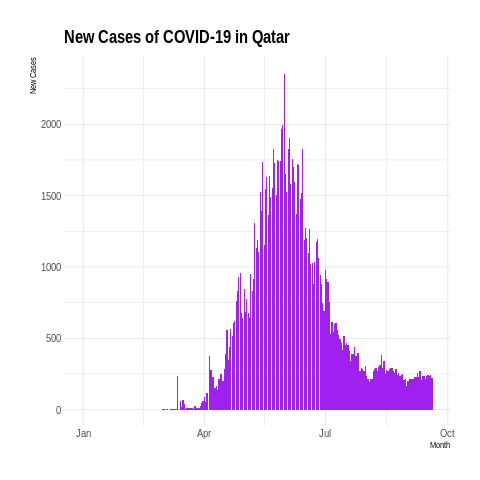 New Cases of COVID-19 in Qatar
New Cases
2000
1500
1000
500
0
Jan Apr Jul Oct
Month